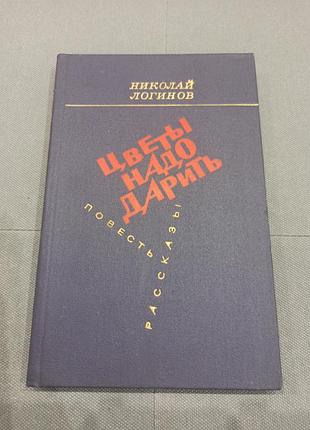 НИКОЛАЙ
ЛОГИНОВ
ЦВЕТЫ
НАДО
ДАРИТЬ
ПОВЕСТЬ
РАССКАЗЫ